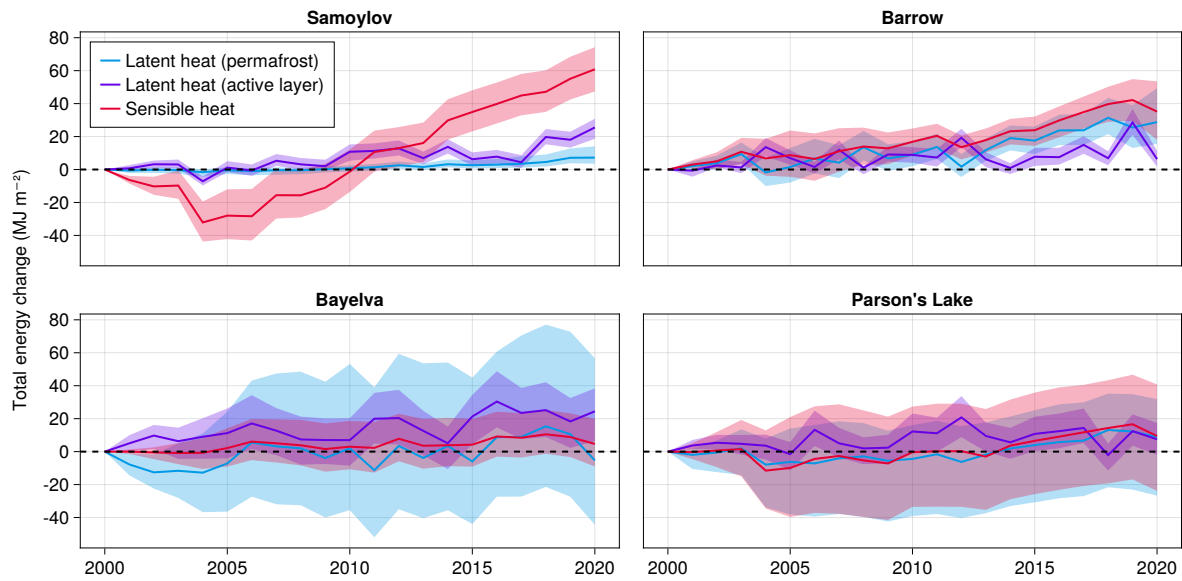 Samoylov
Barrow
80
60
40
20
0
-20
-40
Latent heat (permafrost)
Latent heat (active layer)
Sensible heat
Total energy change (MJ m⁻²)
Bayelva
Parson's Lake
80
60
40
20
0
-20
-40
2000 2005 2010 2015 2020
2000 2005 2010 2015 2020